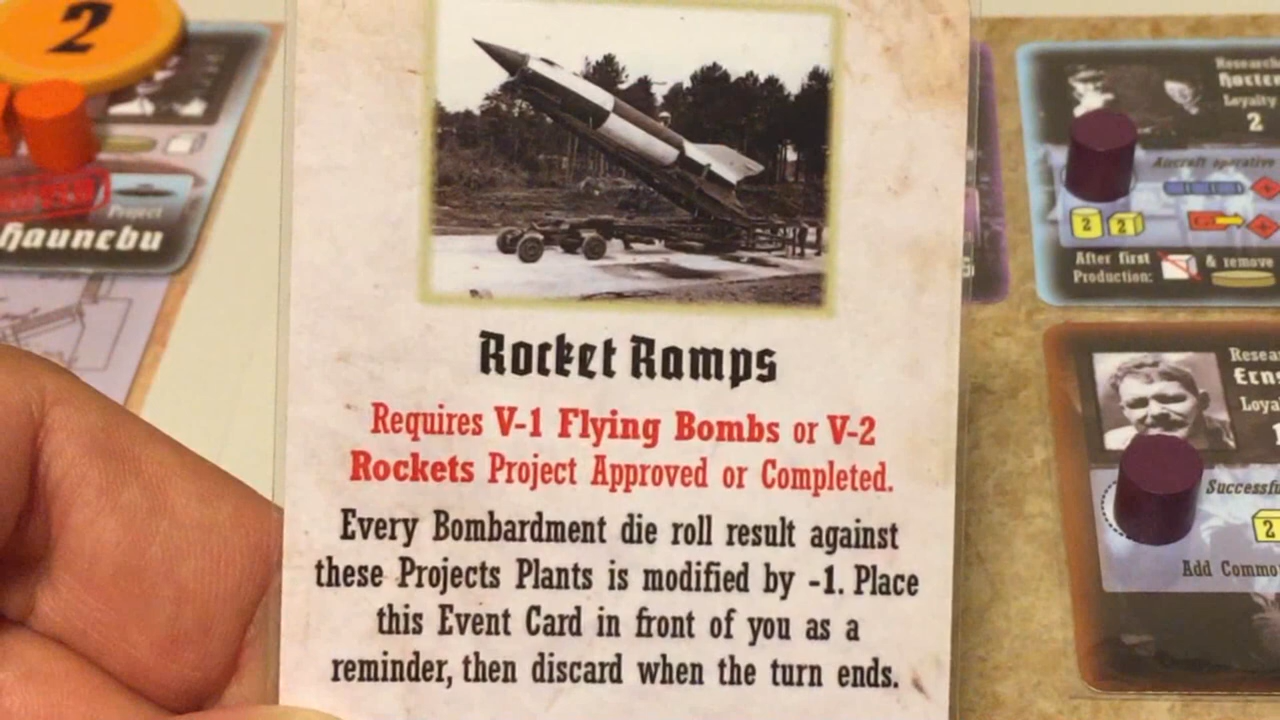 2
Project
Haunebu
Rocket Ramps
Requires V-1 Flying Bombs or V-2
Rockets Project Approved or Completed.
Every Bombardment die roll result against
these Projects Plants is modified by -1. Place
this Event Card in front of you as a
reminder, then discard when the turn ends.
Loyalty
2
Aircraft operative
2 2
After first & remove
Production:
2
Add